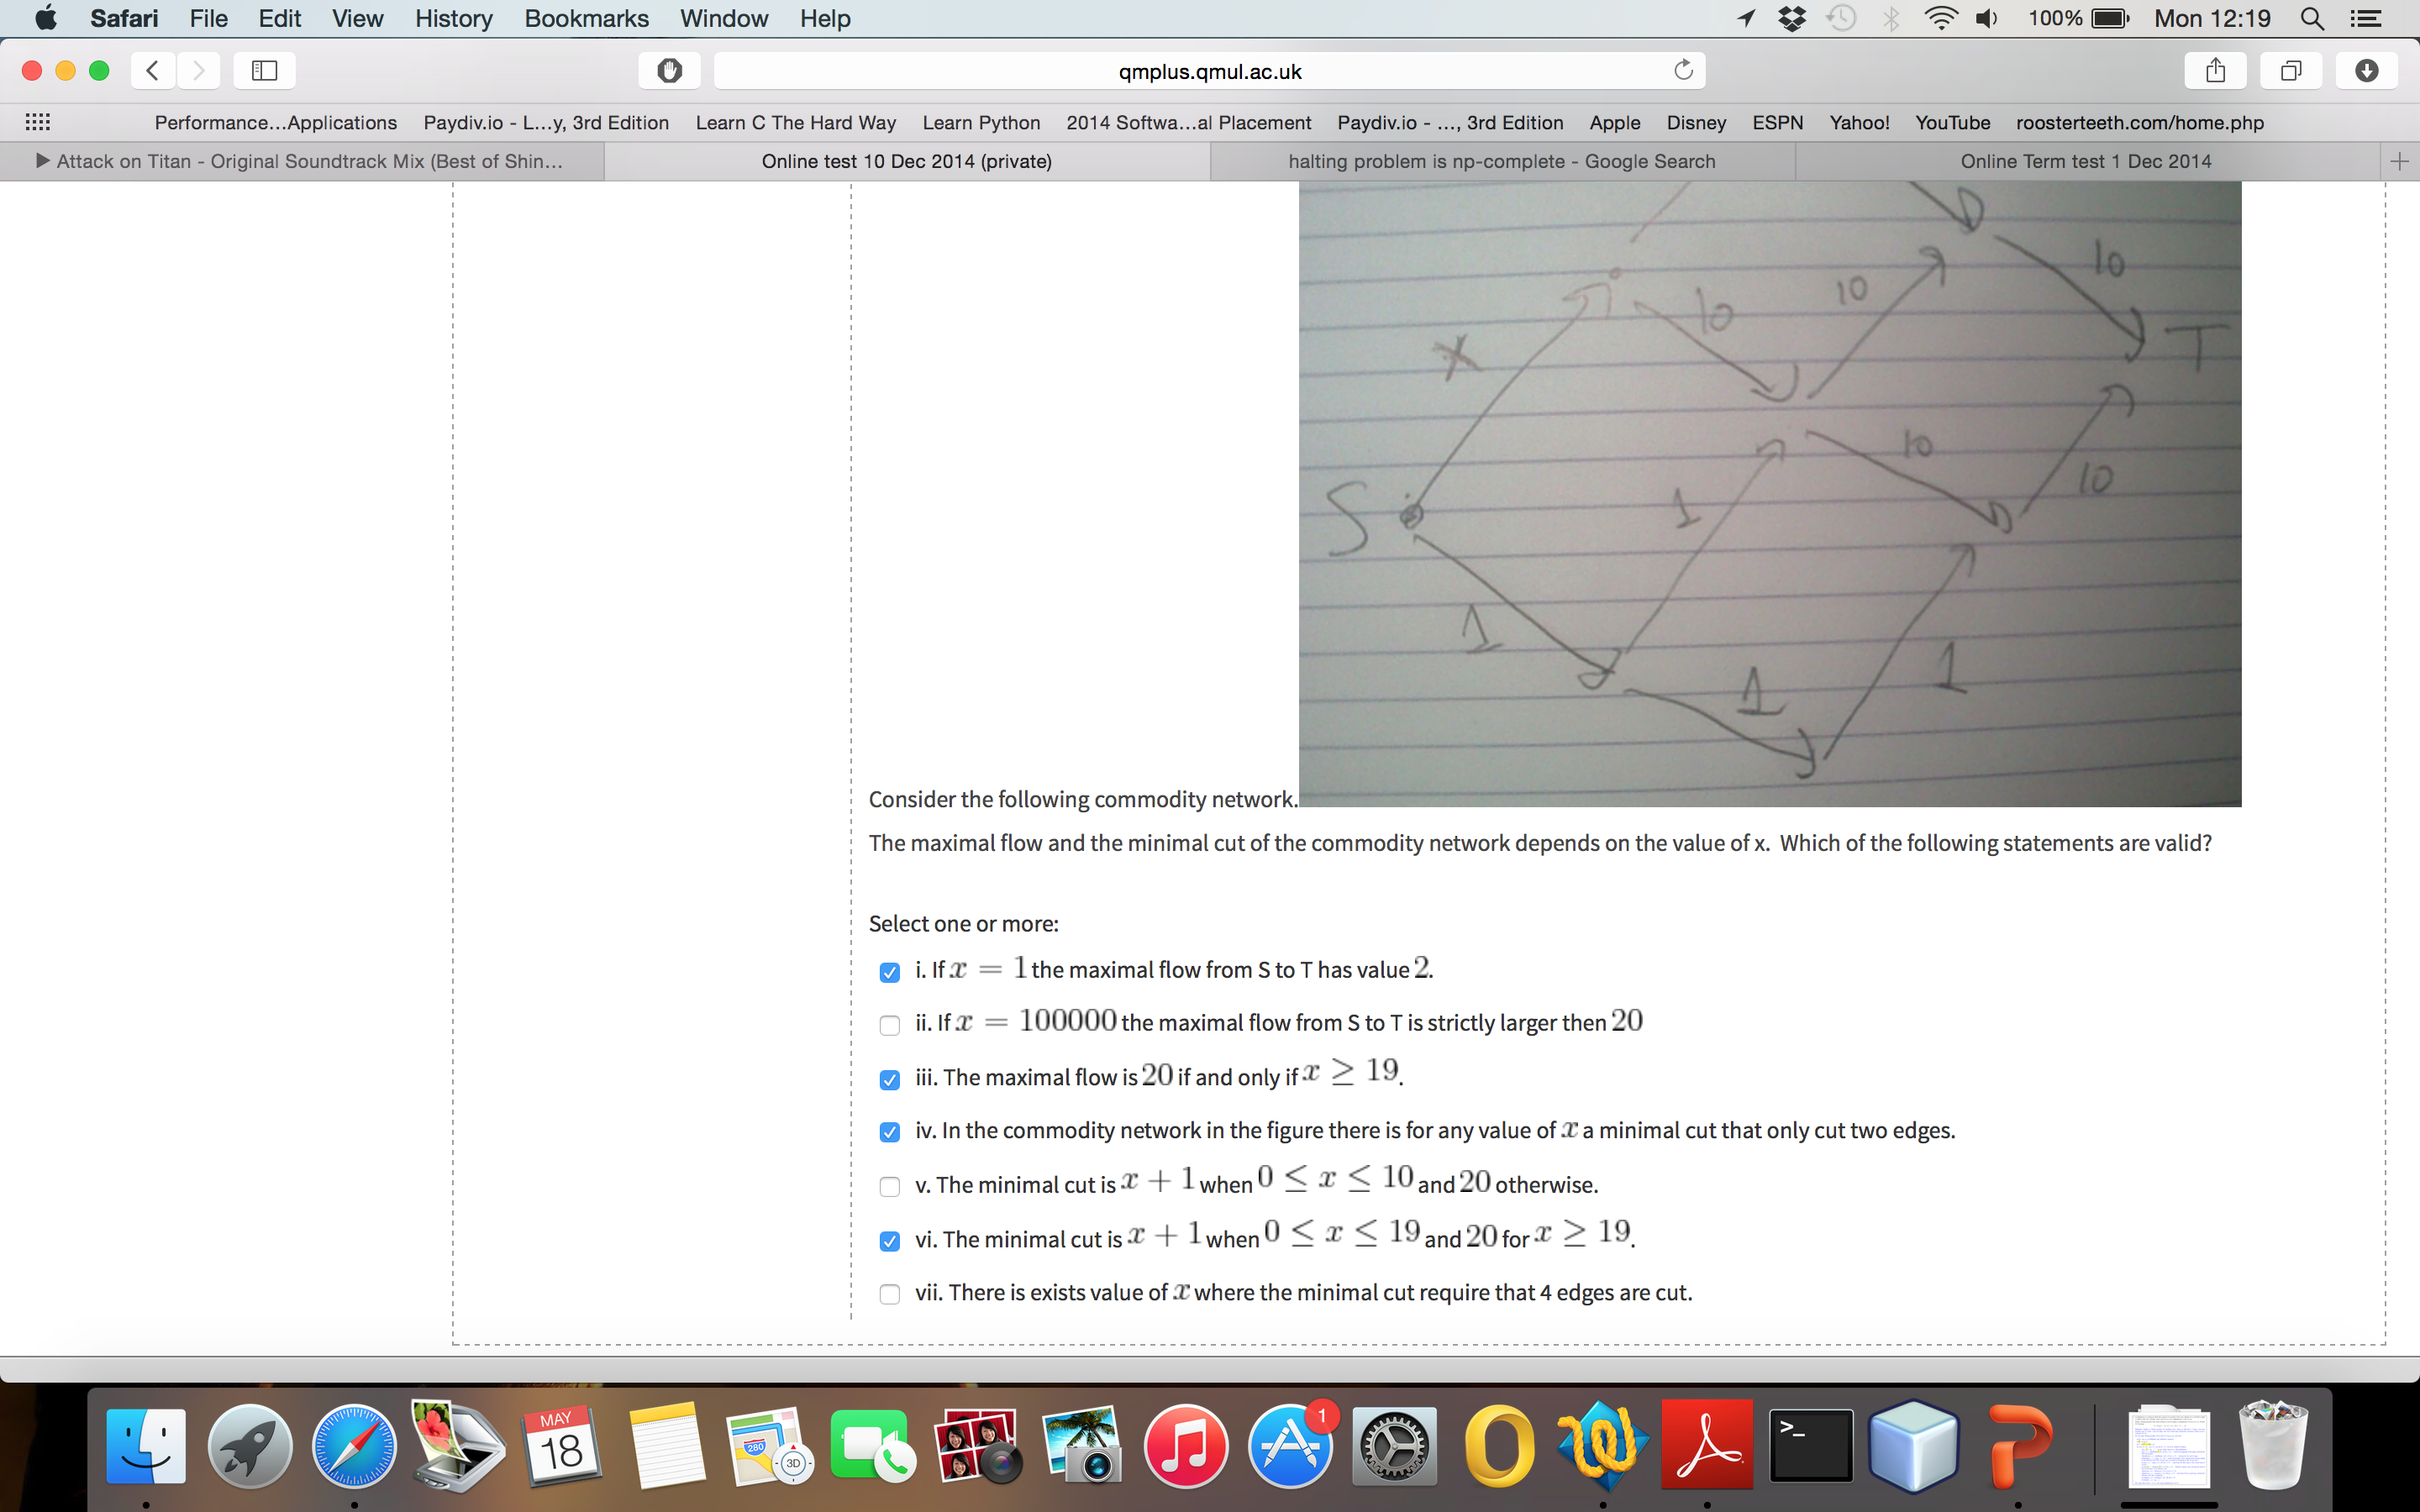 Safari File Edit View History Bookmarks Window Help 100% Mon 12:19
qmplus.qmul.ac.uk
Performance...Applications Paydiv.io - L...y, 3rd Edition Learn C The Hard Way Learn Python 2014 Softwa...al Placement Paydiv.io - ..., 3rd Edition Apple Disney ESPN Yahoo! YouTube roosterteeth.com/home.php
▶ Attack on Titan - Original Soundtrack Mix (Best of Shin... Online test 10 Dec 2014 (private) halting problem is np-complete - Google Search Online Term test 1 Dec 2014
10
10 10
x T
10
10
S 1
1
1 1
Consider the following commodity network.
The maximal flow and the minimal cut of the commodity network depends on the value of x. Which of the following statements are valid?
Select one or more:
i. If x = 1 the maximal flow from S to T has value 2.
ii. If x = 100000 the maximal flow from S to T is strictly larger then 20
iii. The maximal flow is 20 if and only if x ≥ 19.
iv. In the commodity network in the figure there is for any value of x a minimal cut that only cut two edges.
v. The minimal cut is x + 1 when 0 ≤ x ≤ 10 and 20 otherwise.
vi. The minimal cut is x + 1 when 0 ≤ x ≤ 19 and 20 for x ≥ 19.
vii. There is exists value of x where the minimal cut require that 4 edges are cut.
MAY
18
280
3D
1
>_